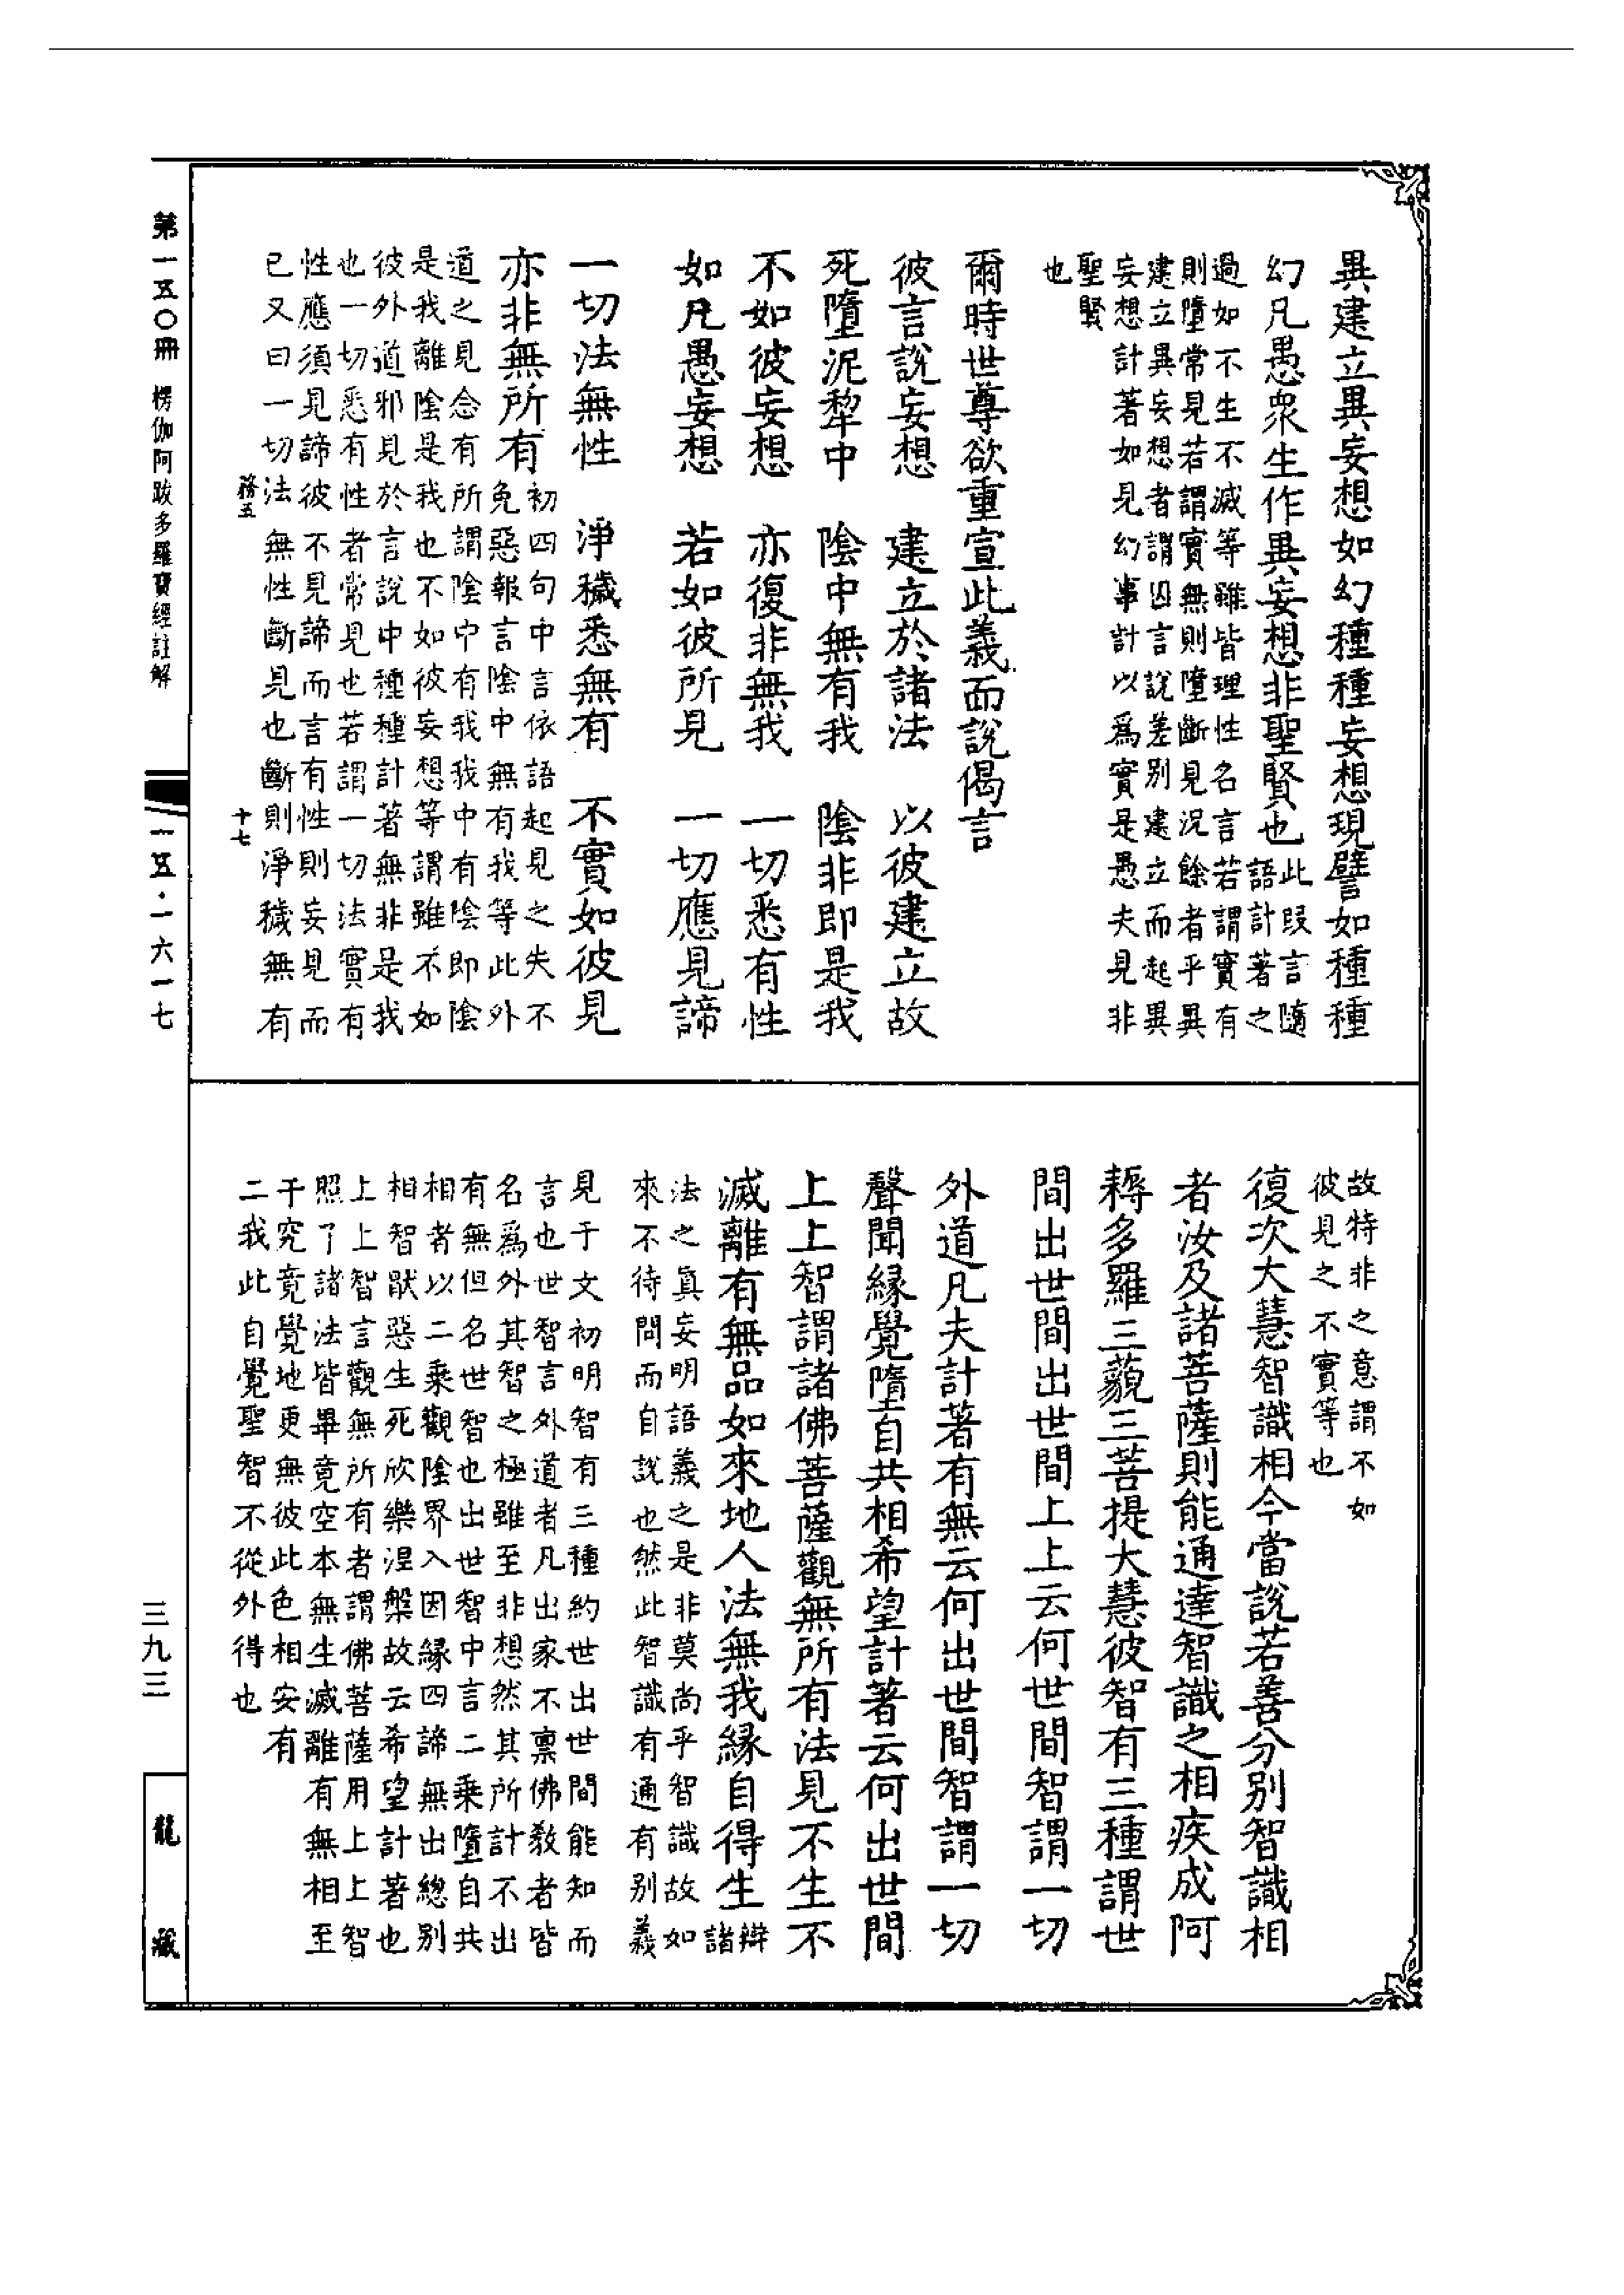 異建立異妄想如幻種種妄想現譬如種種
幻凡愚眾生作異妄想非聖賢也此段言隨
語計著之
過如不生不滅等雖皆理性名言若謂實有
則墮常見若謂實無則墮斷見況餘者乎異
建立異妄想者謂因言說差別建立而起異
妄想計著如見幻事計以為實是愚夫見非
聖賢
也
爾時世尊欲重宣此義而說偈言
彼言說妄想　建立於諸法　以彼建立故
死墮泥犁中　陰中無有我　陰非即是我
不如彼妄想　亦復非無我　一切悉有性
如凡愚妄想　若如彼所見　一切應見諦
一切法無性　淨穢悉無有　不實如彼見
亦非無所有初四句中言依語起見之失不
免惡報言陰中無有我等此外
道之見念有所謂陰中有我我中有陰即陰
是我離陰是我也不如彼妄想等謂雖不如
彼外道邪見於言說中種種計著無非是我
也一切悉有性者常見也若謂一切法實有
性應須見諦彼不見諦而言有性則妄見而
已又曰一切法無性斷見也斷則淨穢無有
務五
十七
故特非之意謂不如
彼見之不實等也
復次大慧智識相今當說若善分別智識相
者汝及諸菩薩則能通達智識之相疾成阿
耨多羅三藐三菩提大慧彼智有三種謂世
間出世間出世間上上云何世間智謂一切
外道凡夫計著有無云何出世間智謂一切
聲聞緣覺墮自共相希望計著云何出世間
上上智謂諸佛菩薩觀無所有法見不生不
滅離有無品如來地人法無我緣自得生辯
諸
法之真妄明語義之是非莫尚乎智識故如
來不待問而自說也然此智識有通有別義
見于文初明智有三種約世出世間能知而
言也世智言外道者凡出家不稟佛教者皆
名為外其智之極雖至非想然其所計不出
有無但名世智也出世智中言二乘墮自共
相者以二乘觀陰界入因緣四諦無出總別
相智猒惡生死欣樂涅槃故云希望計著也
上上智言觀無所有者謂佛菩薩用上上智
照了諸法皆畢竟空本無生滅離有無相至
于究竟覺地更無彼此色相安有
二我此自覺聖智不從外得也
第一五〇冊　楞伽阿跋多羅寶經註解
一五·一六一七
三九三
龍藏